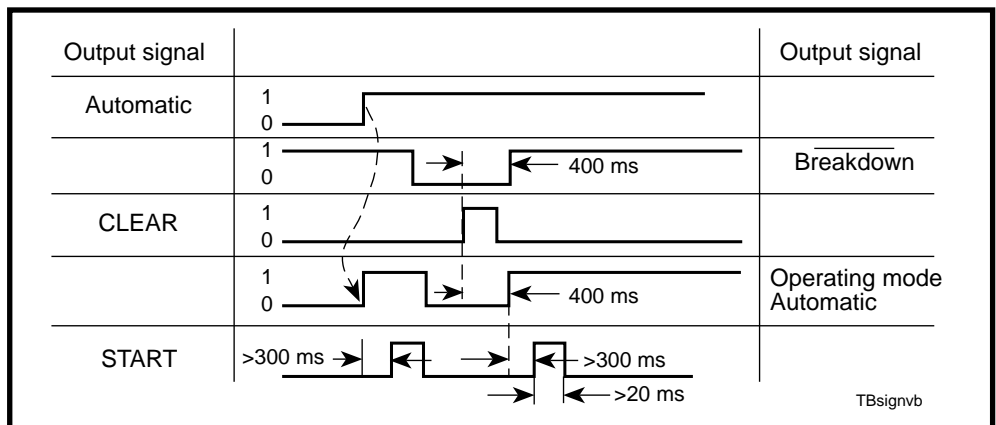 Output signal Output signal
Automatic 1
0
1 Breakdown
0 400 ms
CLEAR 1
0
1 Operating mode
0 400 ms Automatic
START >300 ms >300 ms
>20 ms
TBsignvb